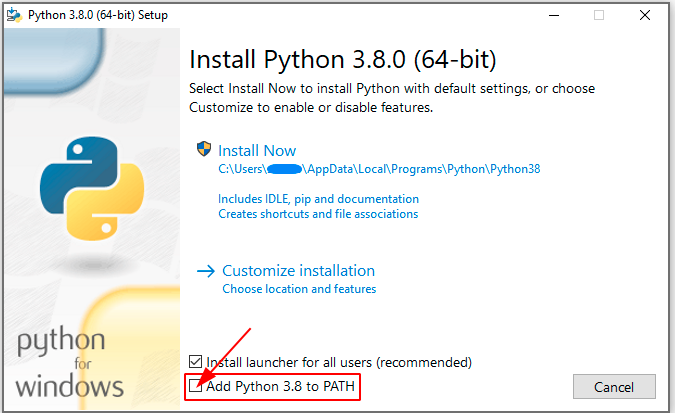 Python 3.8.0 (64-bit) Setup
Install Python 3.8.0 (64-bit)
Select Install Now to install Python with default settings, or choose
Customize to enable or disable features.
Install Now
C:\Users\ \AppData\Local\Programs\Python\Python38
Includes IDLE, pip and documentation
Creates shortcuts and file associations
Customize installation
Choose location and features
python
for
windows
Install launcher for all users (recommended)
Add Python 3.8 to PATH
Cancel